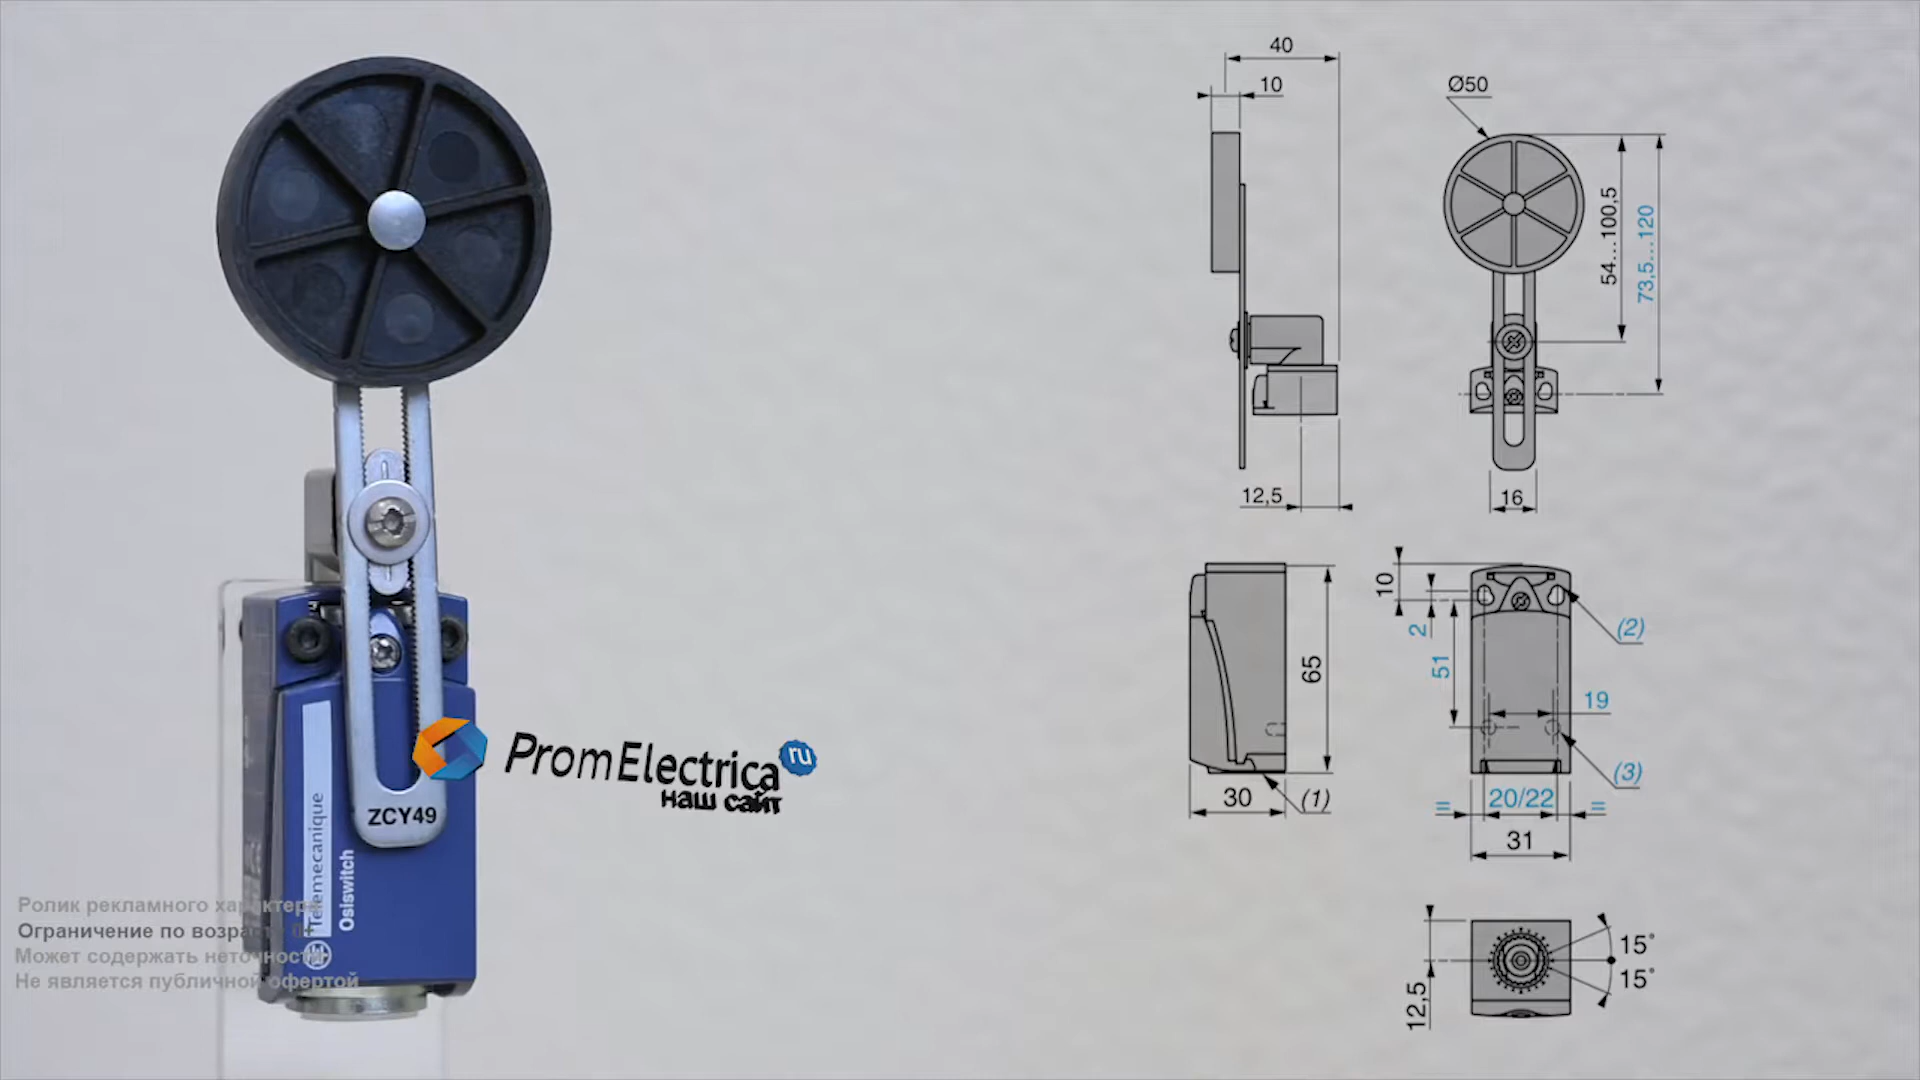 40
10
Ø50
54...100,5
73,5...120
12,5
16
10
2
51
65
(2)
19
(3)
30
(1)
= 20/22 =
31
15°
15°
12,5
PromElectrica ru
наш сайт
ZCY49
Telemecanique
Osiswitch
Ролик рекламного характера
Ограничение по возрасту 0+
Может содержать неточности
Не является публичной офертой